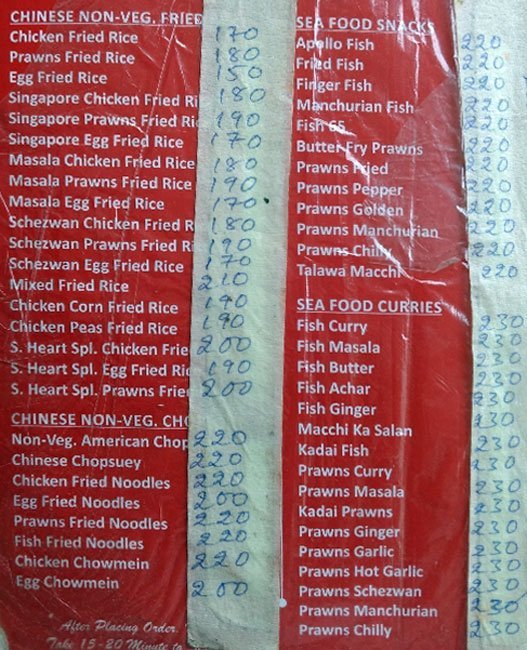 CHINESE NON-VEG. FRIED
Chicken Fried Rice 170
Prawns Fried Rice 180
Egg Fried Rice 150
Singapore Chicken Fried Ri 180
Singapore Prawns Fried Ri 190
Singapore Egg Fried Rice 170
Masala Chicken Fried Rice 180
Masala Prawns Fried Rice 190
Masala Egg Fried Rice 170
Schezwan Chicken Fried R 180
Schezwan Prawns Fried Ri 190
Schezwan Egg Fried Rice 170
Mixed Fried Rice 210
Chicken Corn Fried Rice 190
Chicken Peas Fried Rice 190
S. Heart Spl. Chicken Frie 200
S. Heart Spl. Egg Fried Ric 190
S. Heart Spl. Prawns Frie 200
CHINESE NON-VEG. CHO
Non-Veg. American Chop 220
Chinese Chopsuey 220
Chicken Fried Noodles 220
Egg Fried Noodles 200
Prawns Fried Noodles 220
Fish Fried Noodles 220
Chicken Chowmein 220
Egg Chowmein 200
* After Placing Order.
Take 15-20 Minute to
SEA FOOD SNACKS
Apollo Fish 220
Fried Fish 220
Finger Fish 220
Manchurian Fish 220
Fish 65 220
Butter Fry Prawns 220
Prawns Fried 220
Prawns Pepper 220
Prawns Golden 220
Prawns Manchurian 220
Prawns Chilly 220
Talawa Macchi 220
SEA FOOD CURRIES
Fish Curry 230
Fish Masala 230
Fish Butter 230
Fish Achar 230
Fish Ginger 230
Macchi Ka Salan 230
Kadai Fish 230
Prawns Curry 230
Prawns Masala 230
Kadai Prawns 230
Prawns Ginger 230
Prawns Garlic 230
Prawns Hot Garlic 230
Prawns Schezwan 230
Prawns Manchurian 230
Prawns Chilly 230